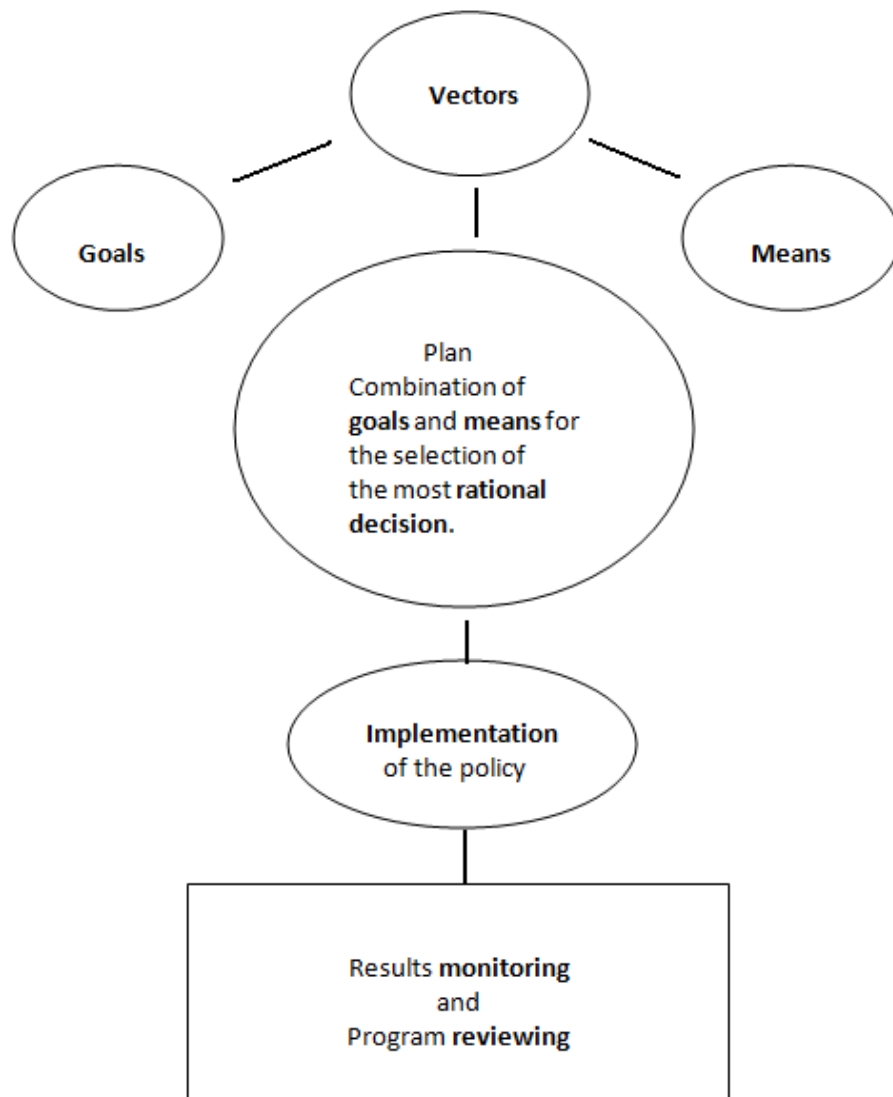 Vectors
Goals
Means
Plan
Combination of
goals and means for
the selection of
the most rational
decision.
Implementation
of the policy
Results monitoring
and
Program reviewing